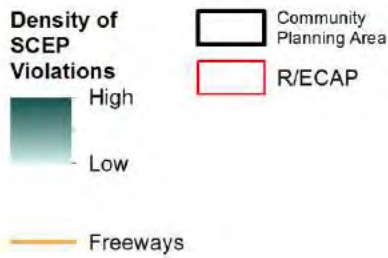 Density of
SCEP
Violations
High
Low
Freeways
Community
Planning Area
R/ECAP